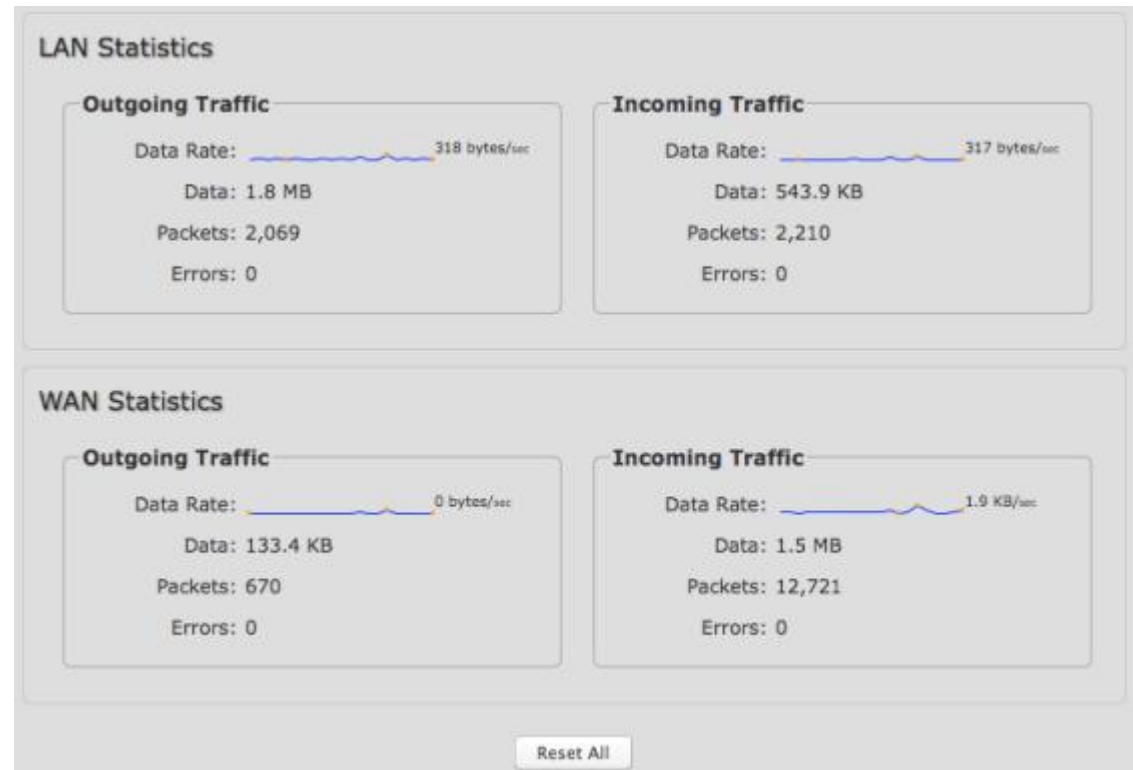 LAN Statistics
Outgoing Traffic
Data Rate: 318 bytes/sec
Data: 1.8 MB
Packets: 2,069
Errors: 0
Incoming Traffic
Data Rate: 317 bytes/sec
Data: 543.9 KB
Packets: 2,210
Errors: 0
WAN Statistics
Outgoing Traffic
Data Rate: 0 bytes/sec
Data: 133.4 KB
Packets: 670
Errors: 0
Incoming Traffic
Data Rate: 1.9 KB/sec
Data: 1.5 MB
Packets: 12,721
Errors: 0
Reset All